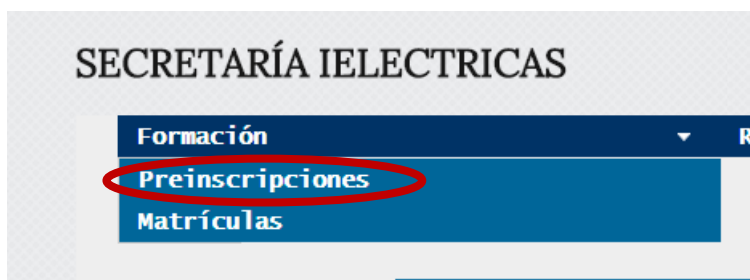 SECRETARÍA IELECTRICAS
Formación
Preinscripciones
Matrículas